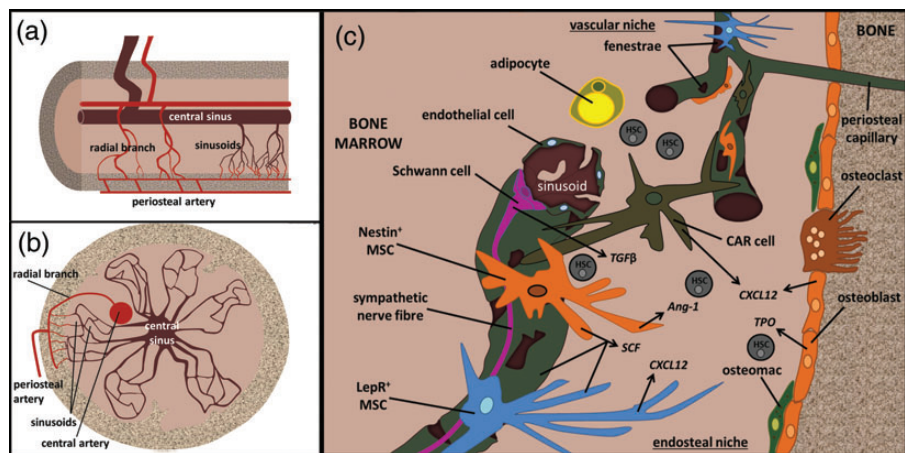 (a)
central sinus
radial branch
sinusoids
periosteal artery
(b)
radial branch
central
sinus
periosteal
artery
sinusoids
central artery
(c)
vascular niche
fenestrae
BONE
adipocyte
endothelial cell
BONE
MARROW
HSC
HSC
periosteal
capillary
Schwann cell
sinusoid
osteoclast
Nestin⁺
MSC
CAR cell
HSC
TGFβ
HSC
CXCL12
sympathetic
nerve fibre
Ang-1
osteoblast
TPO
SCF
HSC
CXCL12
osteomac
LepR⁺
MSC
endosteal niche